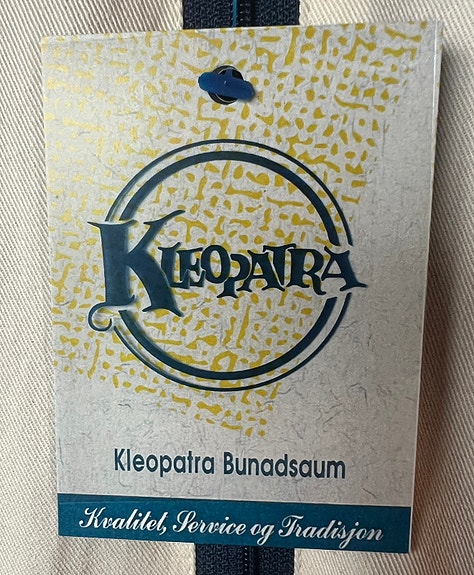 KLEOPATRA
Kleopatra Bunadsaum
Kvalitet, Service og Tradisjon